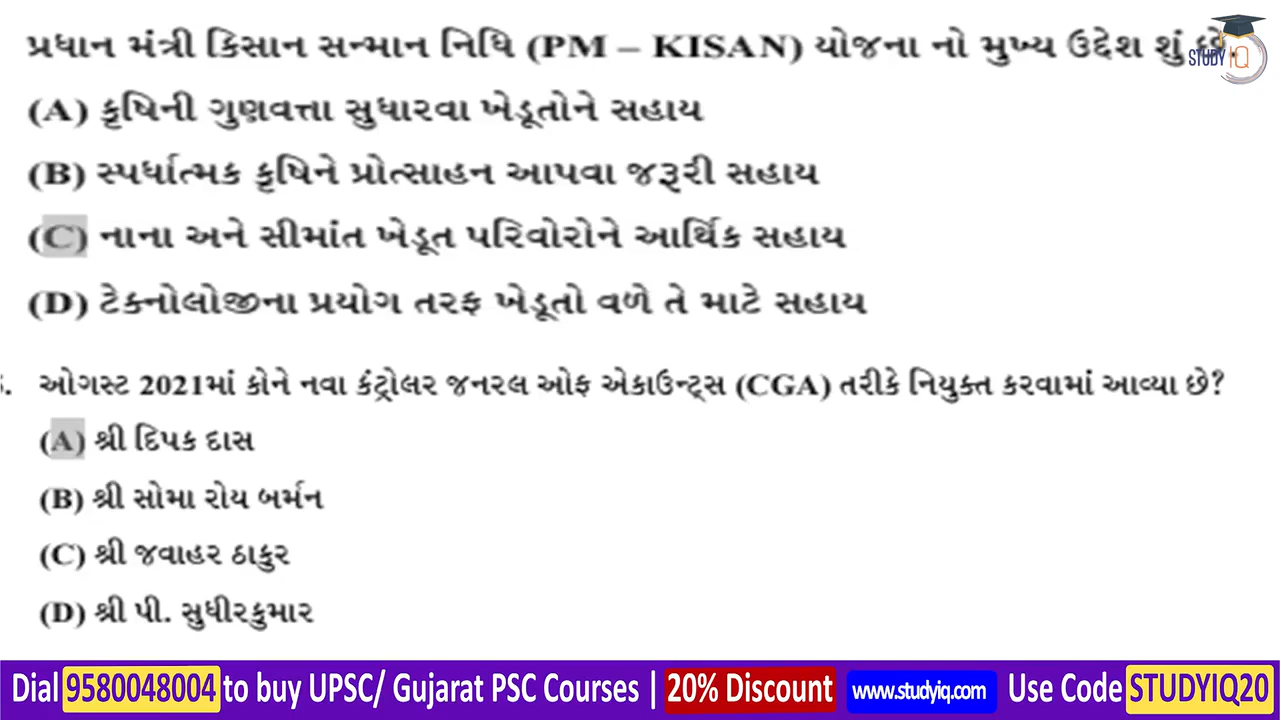 પ્રધાન મંત્રી કિસાન સન્માન નિધિ (PM – KISAN) યોજના નો મુખ્ય ઉદ્દેશ શું
STUDY IQ
(A) કૃષિની ગુણવત્તા સુધારવા ખેડૂતોને સહાય
(B) સ્પર્ધાત્મક કૃષિને પ્રોત્સાહન આપવા જરૂરી સહાય
(C) નાના અને સીમાંત ખેડૂત પરિવોરોને આર્થિક સહાય
(D) ટેક્નોલોજીના પ્રયોગ તરફ ખેડૂતો વળે તે માટે સહાય
ઓગસ્ટ 2021માં કોને નવા કંટ્રોલર જનરલ ઓફ એકાઉન્ટ્સ (CGA) તરીકે નિયુક્ત કરવામાં આવ્યા છે?
(A) શ્રી દિપક દાસ
(B) શ્રી સોમા રોય બર્મન
(C) શ્રી જવાહર ઠાકુર
(D) શ્રી પી. સુધીરકુમાર
Dial 9580048004 to buy UPSC/ Gujarat PSC Courses | 20% Discount www.studyiq.com Use Code STUDYIQ20